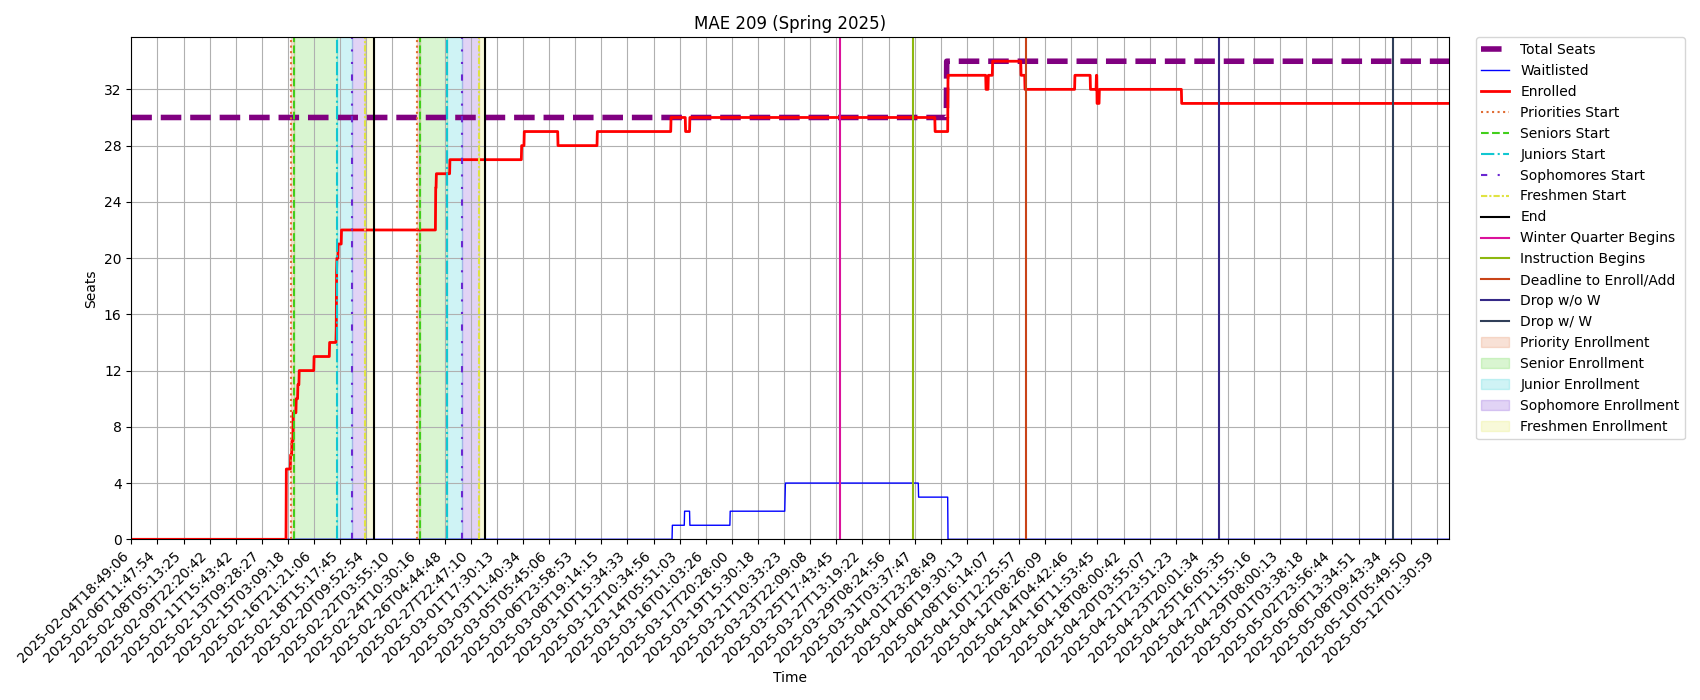 MAE 209 (Spring 2025)
Seats
32
28
24
20
16
12
8
4
0
2025-02-04T18:49:06
2025-02-06T11:47:54
2025-02-08T05:13:25
2025-02-09T22:20:42
2025-02-11T15:43:42
2025-02-13T09:28:27
2025-02-15T03:09:18
2025-02-16T21:21:06
2025-02-18T15:17:45
2025-02-20T09:52:54
2025-02-22T03:55:10
2025-02-24T10:30:16
2025-02-26T04:44:48
2025-02-27T22:47:10
2025-03-01T17:30:13
2025-03-03T11:40:34
2025-03-05T05:45:06
2025-03-06T23:58:53
2025-03-08T19:14:15
2025-03-10T15:34:33
2025-03-12T10:34:56
2025-03-14T05:51:03
2025-03-16T01:03:26
2025-03-17T20:28:00
2025-03-19T15:30:18
2025-03-21T10:33:23
2025-03-23T22:09:08
2025-03-25T17:43:45
2025-03-27T13:19:22
2025-03-29T08:24:56
2025-03-31T03:37:47
2025-04-01T23:28:49
2025-04-06T19:30:13
2025-04-08T16:14:07
2025-04-10T12:25:57
2025-04-12T08:26:09
2025-04-14T04:42:46
2025-04-16T11:53:45
2025-04-18T08:00:42
2025-04-20T03:55:07
2025-04-21T23:51:23
2025-04-23T20:01:34
2025-04-25T16:05:35
2025-04-27T11:55:16
2025-04-29T08:00:13
2025-05-01T03:38:18
2025-05-02T23:56:44
2025-05-06T13:34:51
2025-05-08T09:43:34
2025-05-10T05:49:50
2025-05-12T01:30:59
Time
Total Seats
Waitlisted
Enrolled
Priorities Start
Seniors Start
Juniors Start
Sophomores Start
Freshmen Start
End
Winter Quarter Begins
Instruction Begins
Deadline to Enroll/Add
Drop w/o W
Drop w/ W
Priority Enrollment
Senior Enrollment
Junior Enrollment
Sophomore Enrollment
Freshmen Enrollment